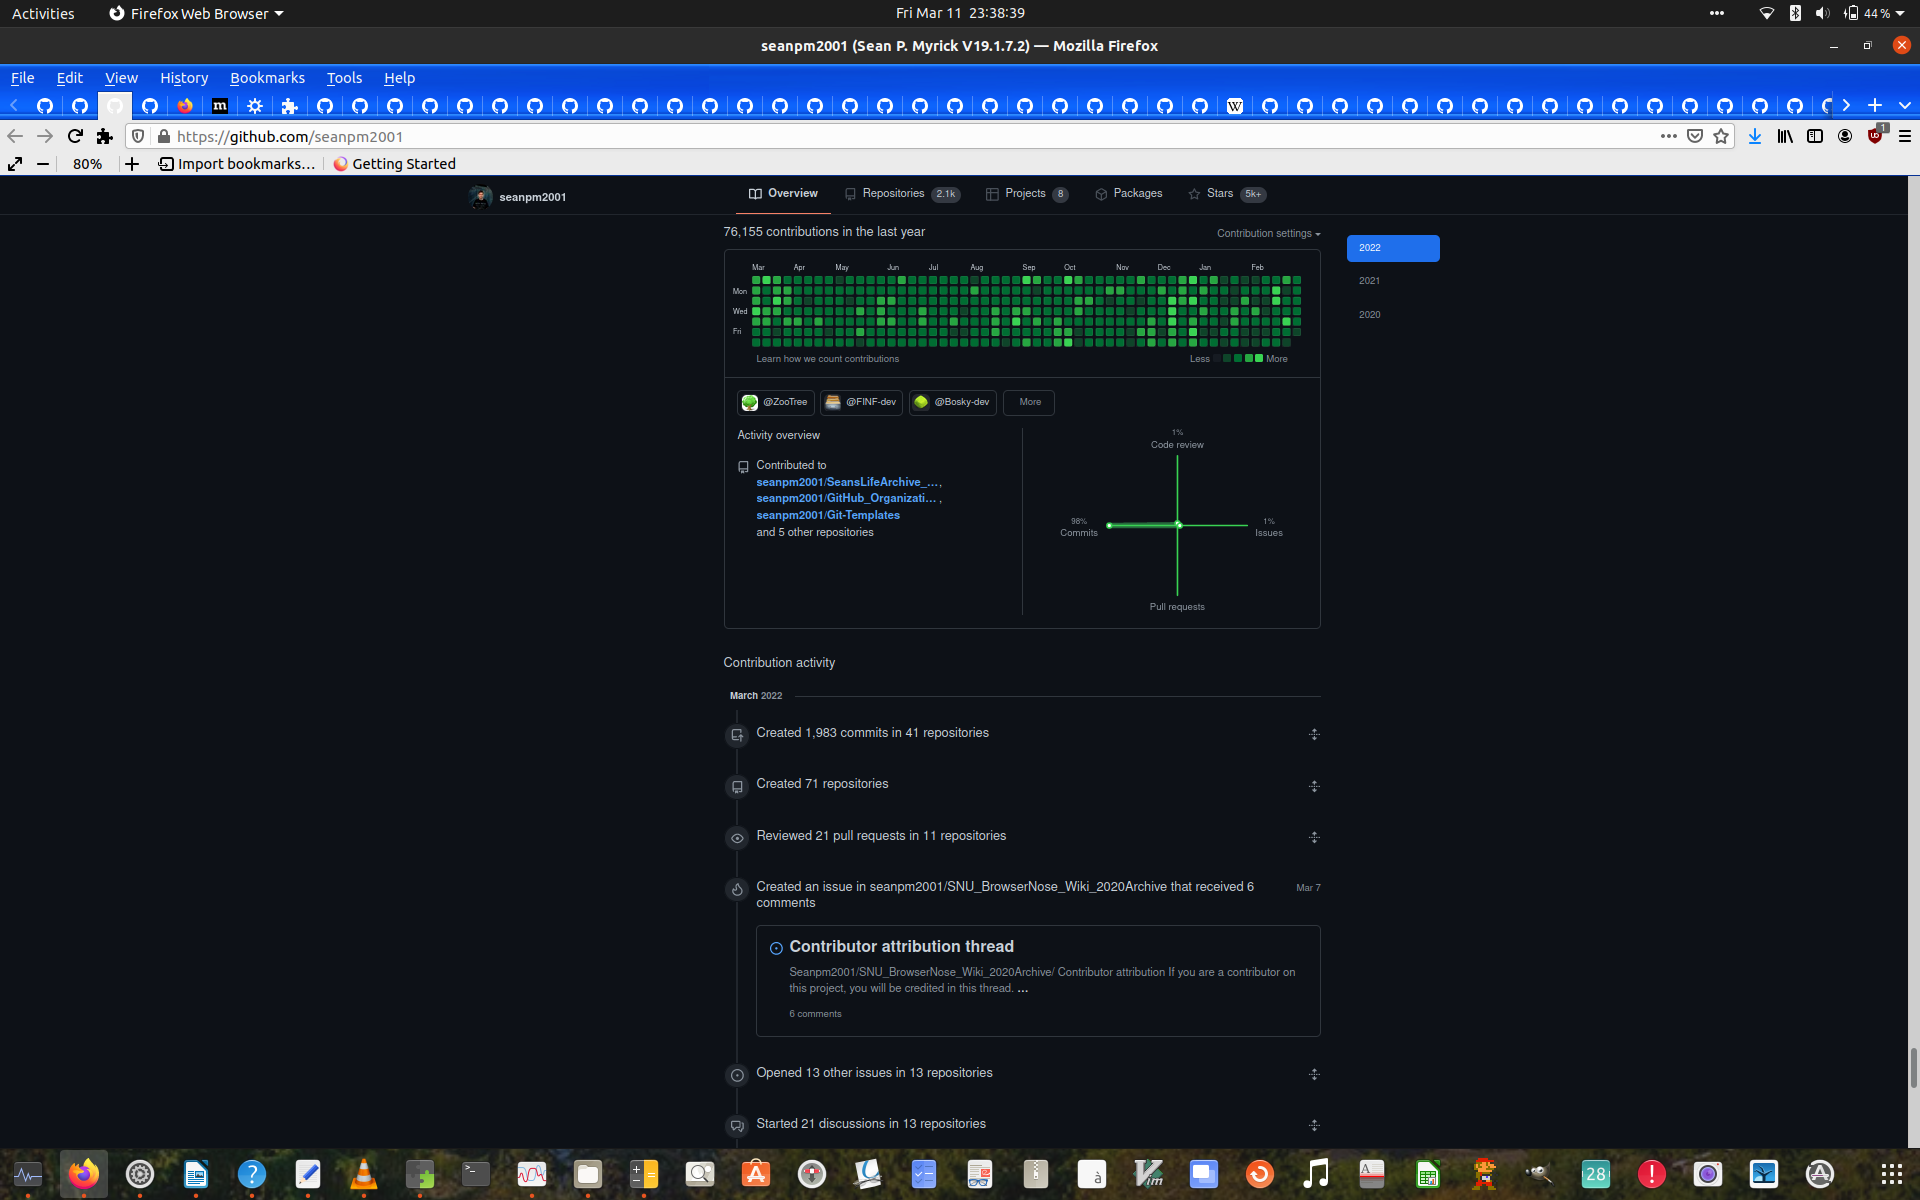 Activities
Firefox Web Browser
Fri Mar 11 23:38:39
44 %
seanpm2001 (Sean P. Myrick V19.1.7.2) — Mozilla Firefox
File Edit View History Bookmarks Tools Help
https://github.com/seanpm2001
80%
Import bookmarks...
Getting Started
seanpm2001
Overview
Repositories 2.1k
Projects 8
Packages
Stars 5k+
76,155 contributions in the last year
Contribution settings
2022
2021
2020
Mar Apr May Jun Jul Aug Sep Oct Nov Dec Jan Feb
Mon
Wed
Fri
Learn how we count contributions
Less More
@ZooTree
@FINF-dev
@Bosky-dev
More
Activity overview
Contributed to
seanpm2001/SeansLifeArchive_... ,
seanpm2001/GitHub_Organizati... ,
seanpm2001/Git-Templates
and 5 other repositories
1%
Code review
98%
Commits
1%
Issues
Pull requests
Contribution activity
March 2022
Created 1,983 commits in 41 repositories
Created 71 repositories
Reviewed 21 pull requests in 11 repositories
Created an issue in seanpm2001/SNU_BrowserNose_Wiki_2020Archive that received 6
comments
Mar 7
Contributor attribution thread
Seanpm2001/SNU_BrowserNose_Wiki_2020Archive/ Contributor attribution If you are a contributor on
this project, you will be credited in this thread. ...
6 comments
Opened 13 other issues in 13 repositories
Started 21 discussions in 13 repositories
28